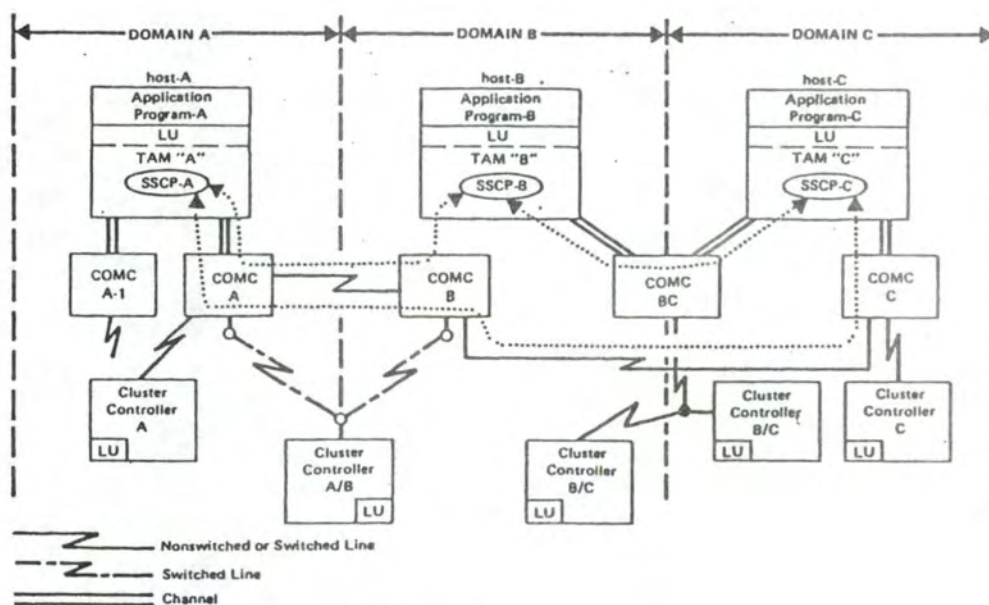 DOMAIN A
DOMAIN B
DOMAIN C
host-A
Application
Program-A
LU
TAM "A"
SSCP-A
host-B
Application
Program-B
LU
TAM "B"
SSCP-B
host-C
Application
Program-C
LU
TAM "C"
SSCP-C
COMC
A-1
COMC
A
COMC
B
COMC
BC
COMC
C
Cluster
Controller
A
LU
Cluster
Controller
A/B
LU
Cluster
Controller
B/C
LU
Cluster
Controller
B/C
LU
Cluster
Controller
C
LU
Nonswitched or Switched Line
Switched Line
Channel